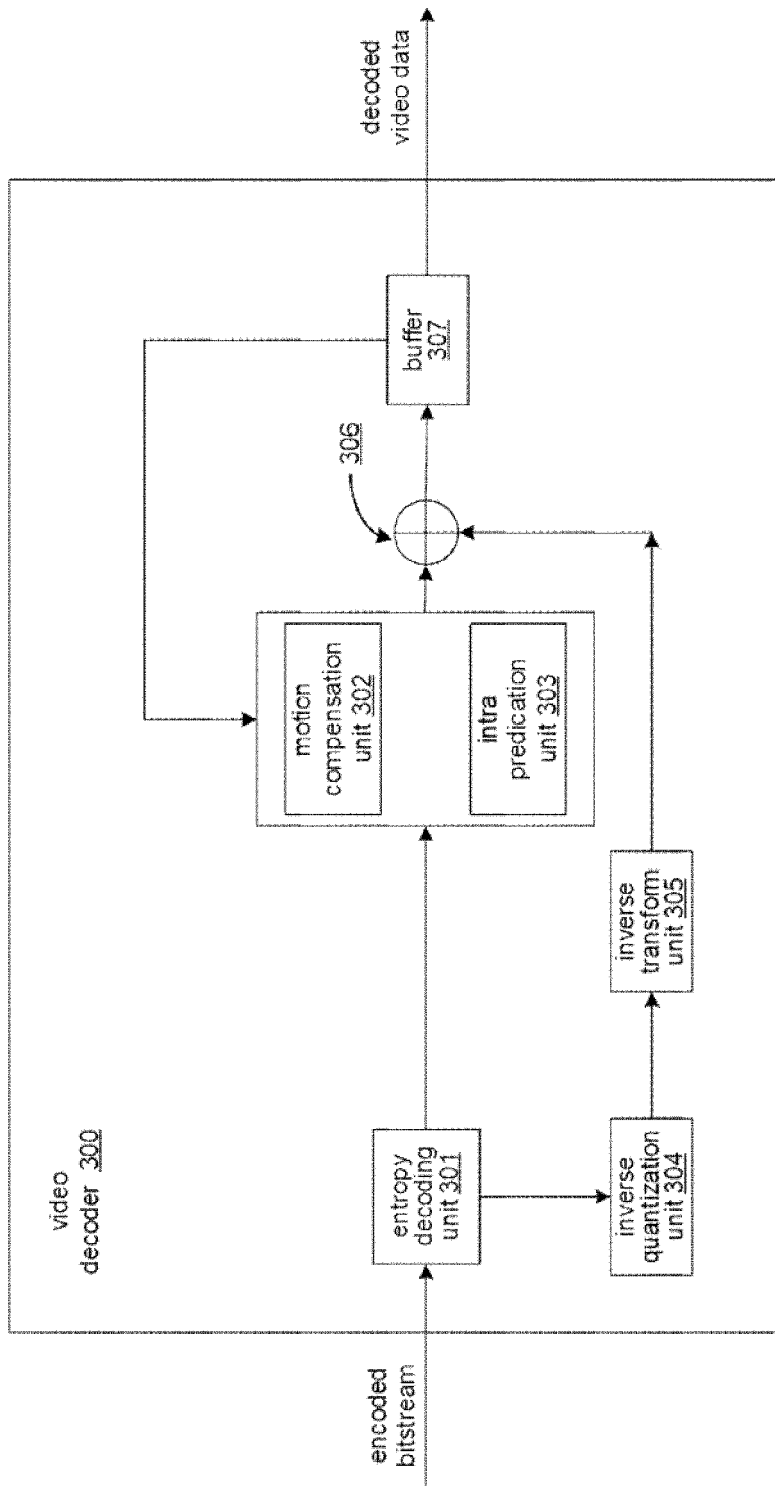 video
decoder 300
encoded
bitstream
entropy
decoding
unit 301
inverse
quantization
unit 304
inverse
transform
unit 305
motion
compensation
unit 302
intra
predication
unit 303
306
buffer
307
decoded
video data